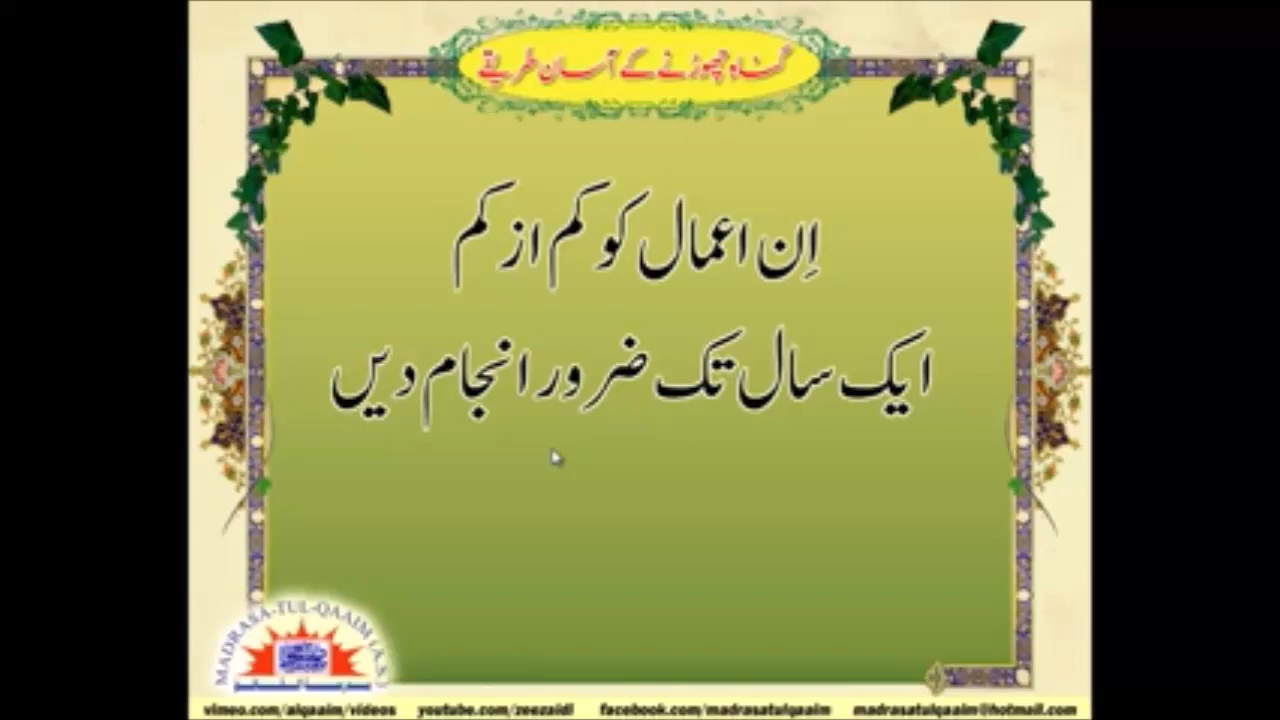 گناہ چھوڑنے کے آسان طریقے
اِن اعمال کو کم از کم
ایک سال تک ضرور انجام دیں
MADRASA-TUL-QAAIM (A.S.)
vimeo.com/alqaaim/videos youtube.com/zeezaidi facebook.com/madrasatulqaaim madrasatulqaaim@hotmail.com